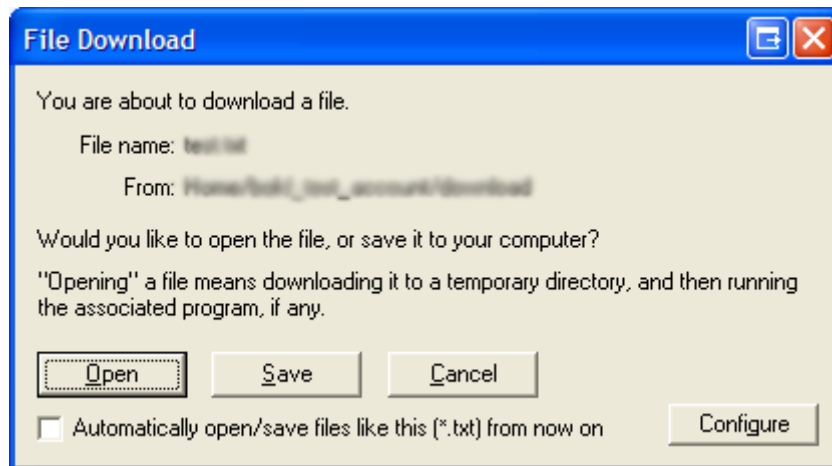 File Download
You are about to download a file.
File name:
From:
Would you like to open the file, or save it to your computer?
"Opening" a file means downloading it to a temporary directory, and then running
the associated program, if any.
Open Save Cancel
Automatically open/save files like this (*.txt) from now on Configure